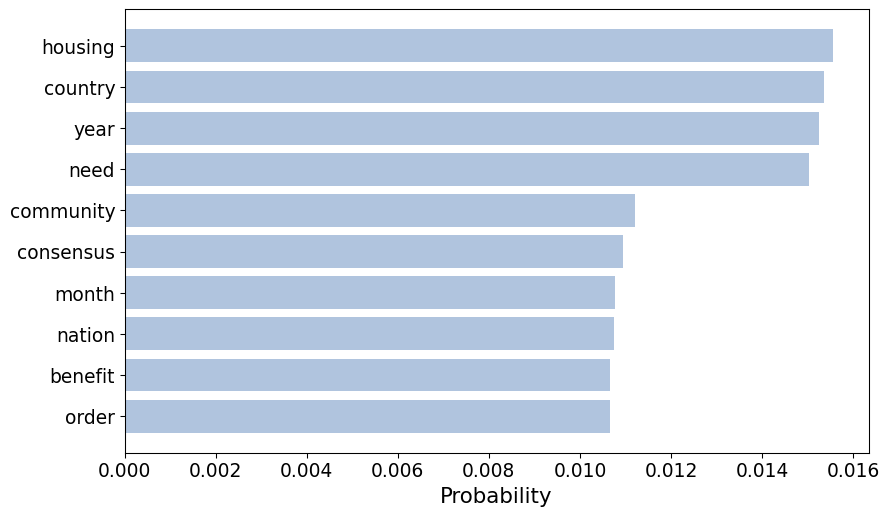 housing
country
year
need
community
consensus
month
nation
benefit
order
0.000 0.002 0.004 0.006 0.008 0.010 0.012 0.014 0.016
Probability